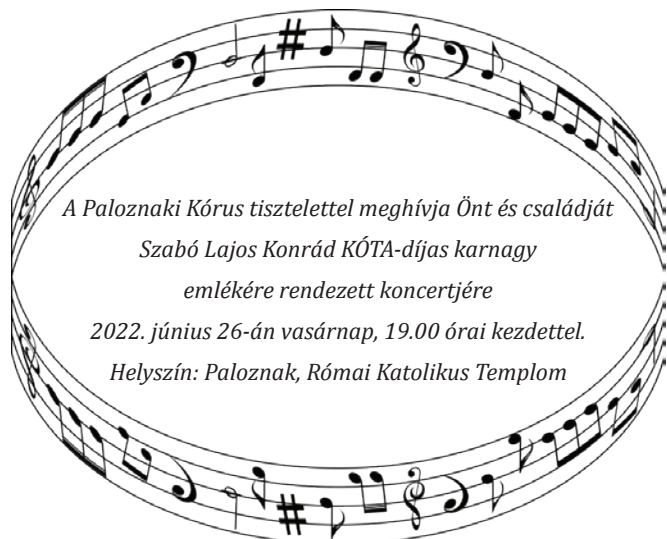 A Paloznaki Kórus tisztelettel meghívja Önt és családját
Szabó Lajos Konrád KÓTA-díjas karnagy
emlékére rendezett koncertjére
2022. június 26-án vasárnap, 19.00 órai kezdettel.
Helyszín: Paloznak, Római Katolikus Templom